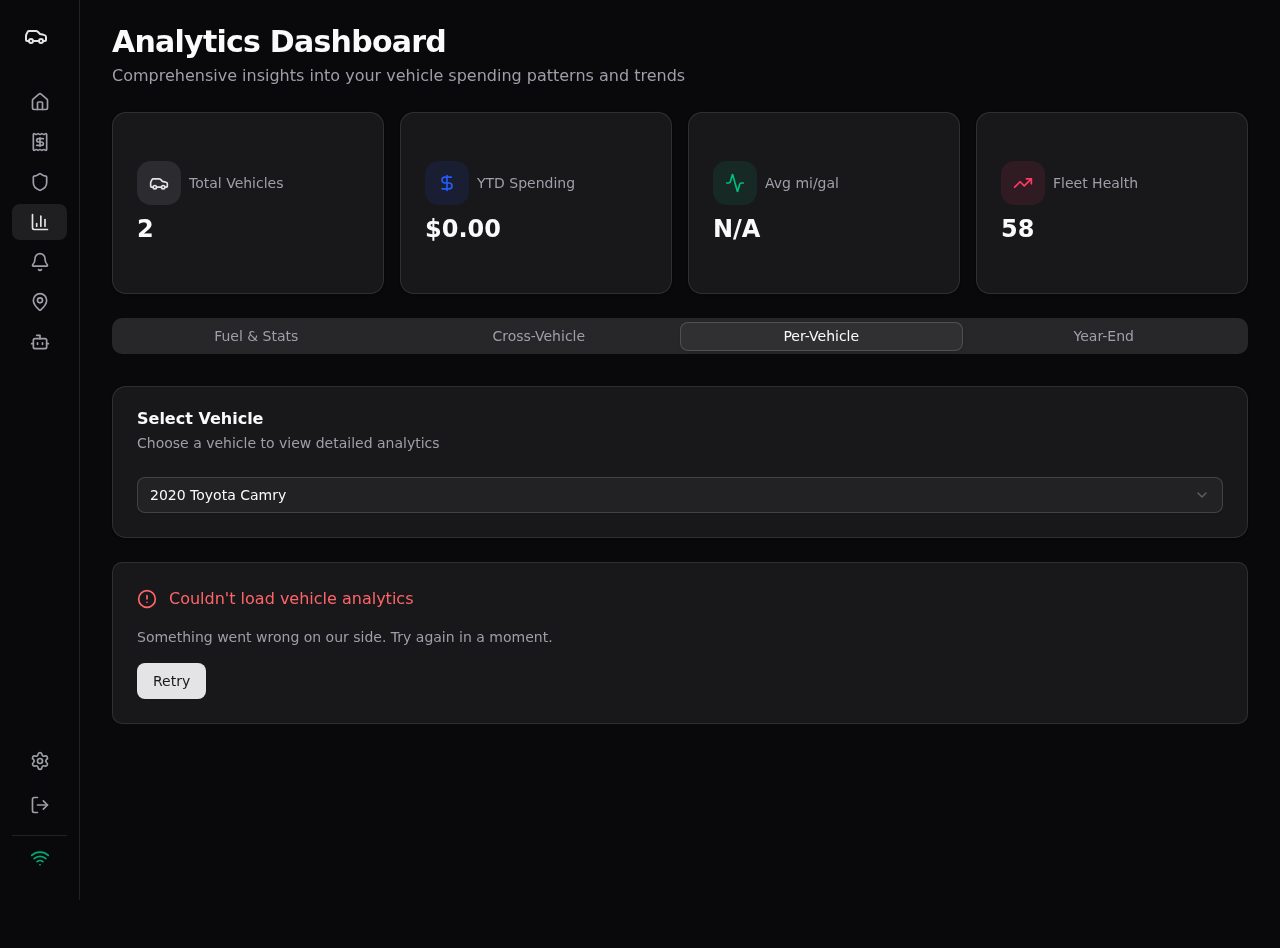 Analytics Dashboard
Comprehensive insights into your vehicle spending patterns and trends
Total Vehicles
2
YTD Spending
$0.00
Avg mi/gal
N/A
Fleet Health
58
Fuel & Stats
Cross-Vehicle
Per-Vehicle
Year-End
Select Vehicle
Choose a vehicle to view detailed analytics
2020 Toyota Camry
Couldn't load vehicle analytics
Something went wrong on our side. Try again in a moment.
Retry